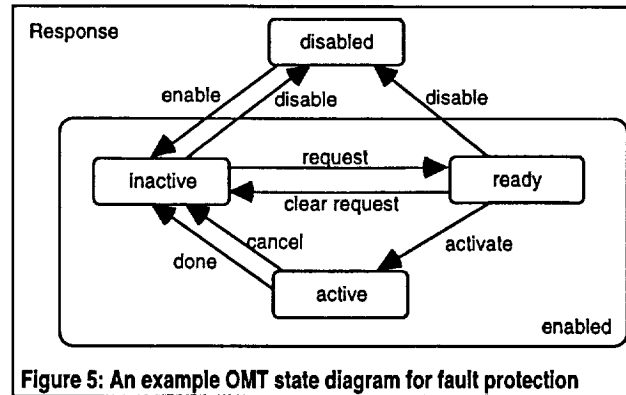 Response
disabled
enable
disable
disable
inactive
request
ready
clear request
cancel
activate
done
active
enabled
Figure 5: An example OMT state diagram for fault protection